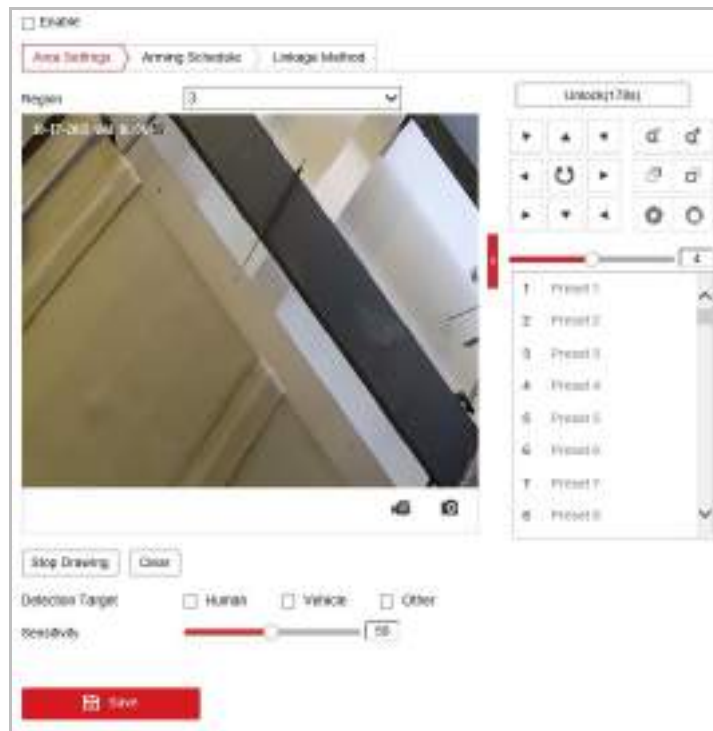 Enable
Area Settings
Arming Schedule
Linkage Method
Region
3
Unlock(178s)
4
1 Preset 1
2 Preset 2
3 Preset 3
4 Preset 4
5 Preset 5
6 Preset 6
7 Preset 7
8 Preset 8
Stop Drawing
Clear
Detection Target
Human
Vehicle
Other
Sensitivity
50
Save